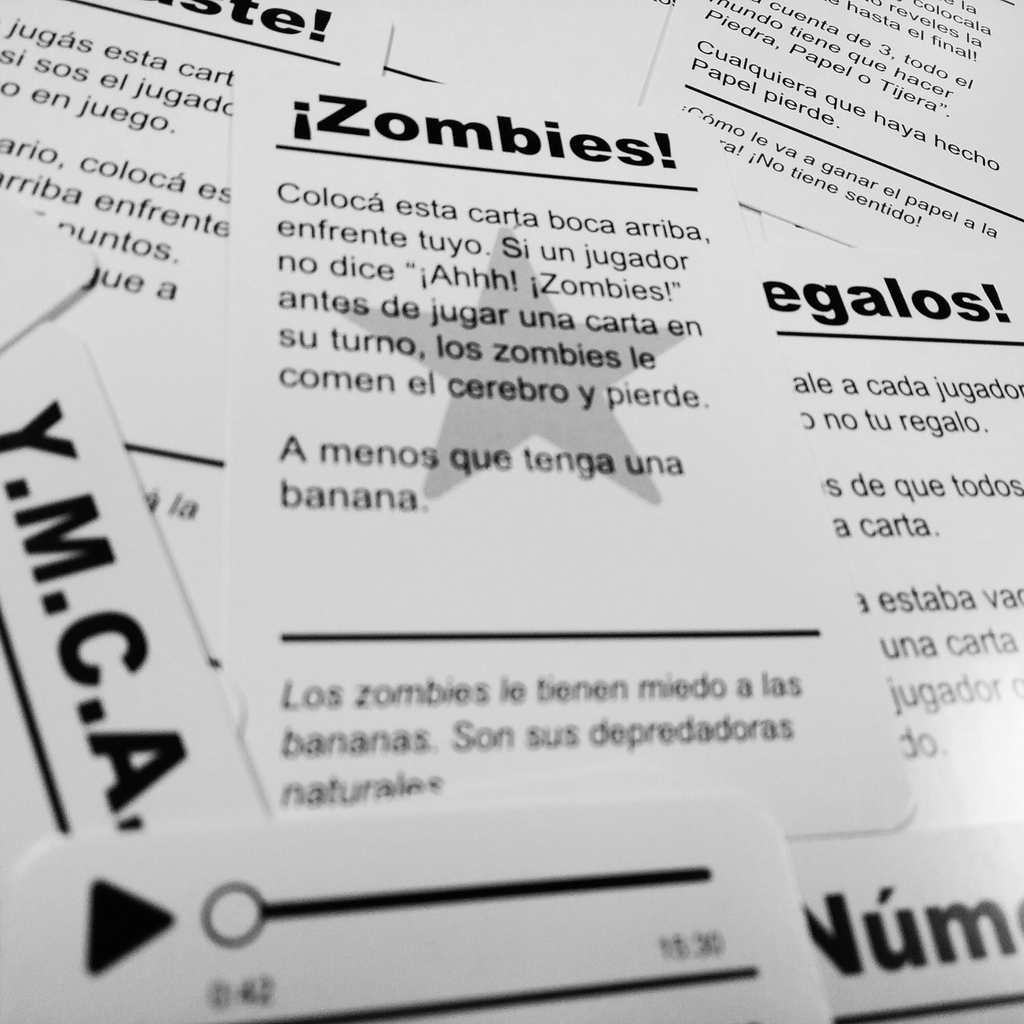 ste!
jugás esta cart
si sos el jugado
o en juego.
ario, colocá es
arriba enfrente
puntos.
que a
á la
colocala
lo reveles la
hasta el final!
cuenta de 3, todo el
mundo tiene que hacer
Piedra, Papel o Tijera".
Cualquiera que haya hecho
Papel pierde.
¡Cómo le va a ganar el papel a la
ra! ¡No tiene sentido!
¡Zombies!
Colocá esta carta boca arriba,
enfrente tuyo. Si un jugador
no dice "¡Ahhh! ¡Zombies!"
antes de jugar una carta en
su turno, los zombies le
comen el cerebro y pierde.
A menos que tenga una
banana.
Los zombies le tienen miedo a las
bananas. Son sus depredadoras
naturales
egalos!
ale a cada jugador
o no tu regalo.
s de que todos
a carta.
a estaba vac
una carta
jugador
do.
Y.M.C.A
0:42
15:30
Núme